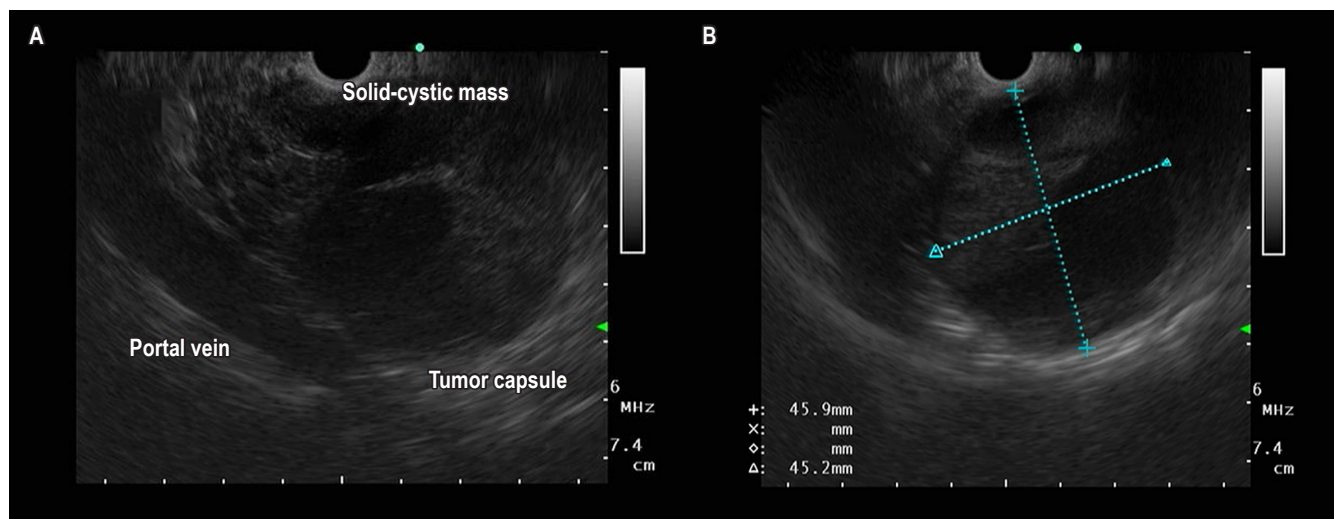 A
Solid-cystic mass
Portal vein
Tumor capsule
6
MHz
7.4
cm
B
+: 45.9mm
×: mm
◇: mm
△: 45.2mm
6
MHz
7.4
cm